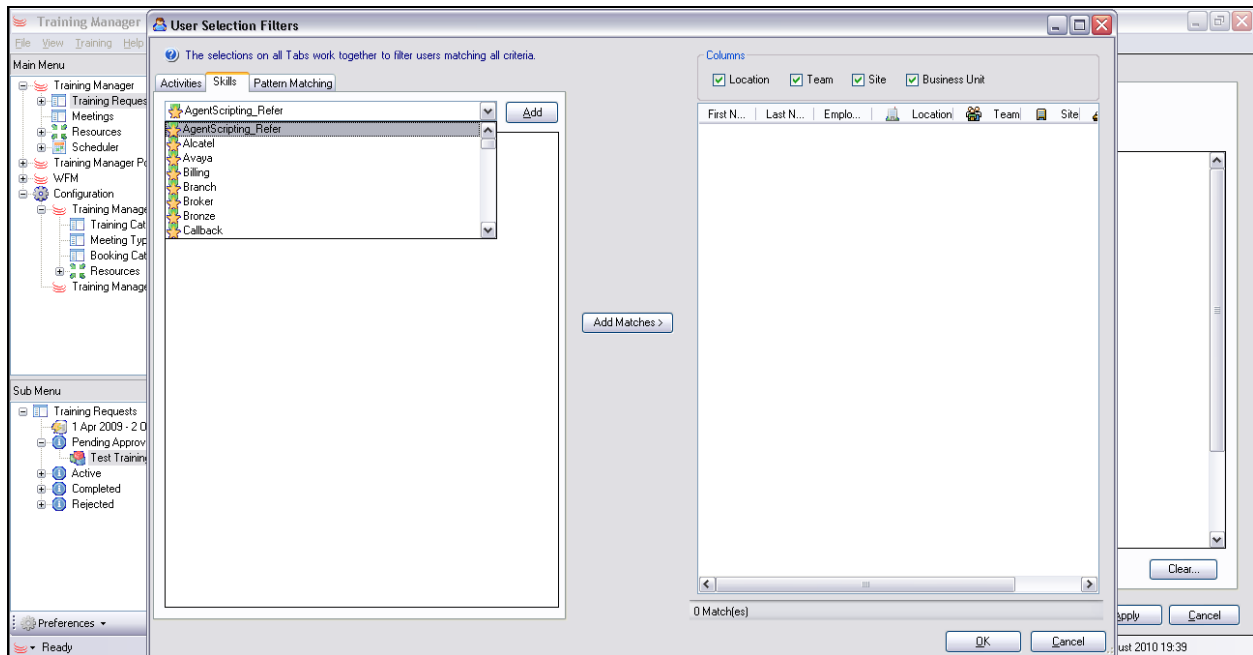 Training Manager
File View Training Help
Main Menu
Training Manager
Training Reques
Meetings
Resources
Scheduler
Training Manager Po
WFM
Configuration
Training Manage
Training Cat
Meeting Typ
Booking Cat
Resources
Training Manage
Sub Menu
Training Requests
1 Apr 2009 - 2 O
Pending Approv
Test Training
Active
Completed
Rejected
Preferences
Ready
User Selection Filters
The selections on all Tabs work together to filter users matching all criteria.
Activities Skills Pattern Matching
AgentScripting_Refer Add
AgentScripting_Refer
Alcatel
Avaya
Billing
Branch
Broker
Bronze
Callback
Add Matches >
Columns
Location Team Site Business Unit
First N... Last N... Emplo... Location Team Site
0 Match(es)
OK Cancel
Clear...
Apply Cancel
ust 2010 19:39